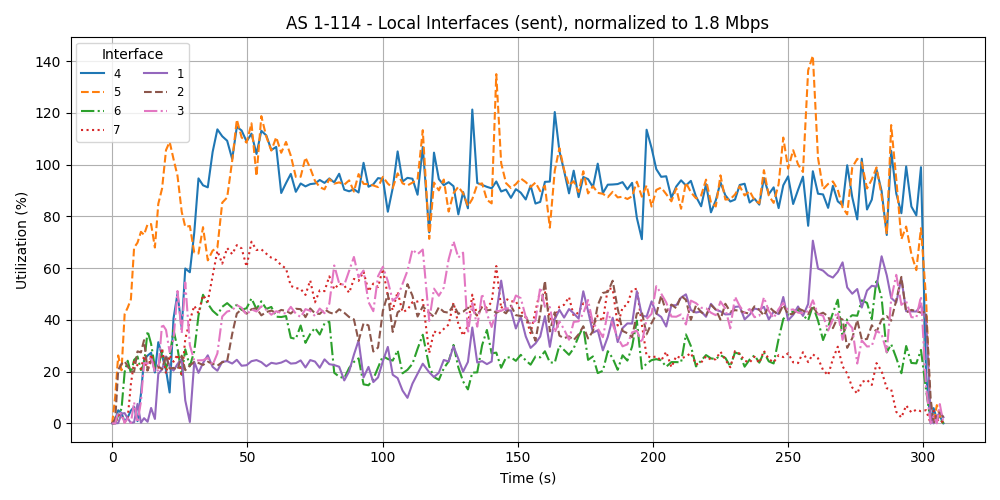 AS 1-114 - Local Interfaces (sent), normalized to 1.8 Mbps
Interface
4 1
5 2
6 3
7
Utilization (%)
140
120
100
80
60
40
20
0
0 50 100 150 200 250 300
Time (s)